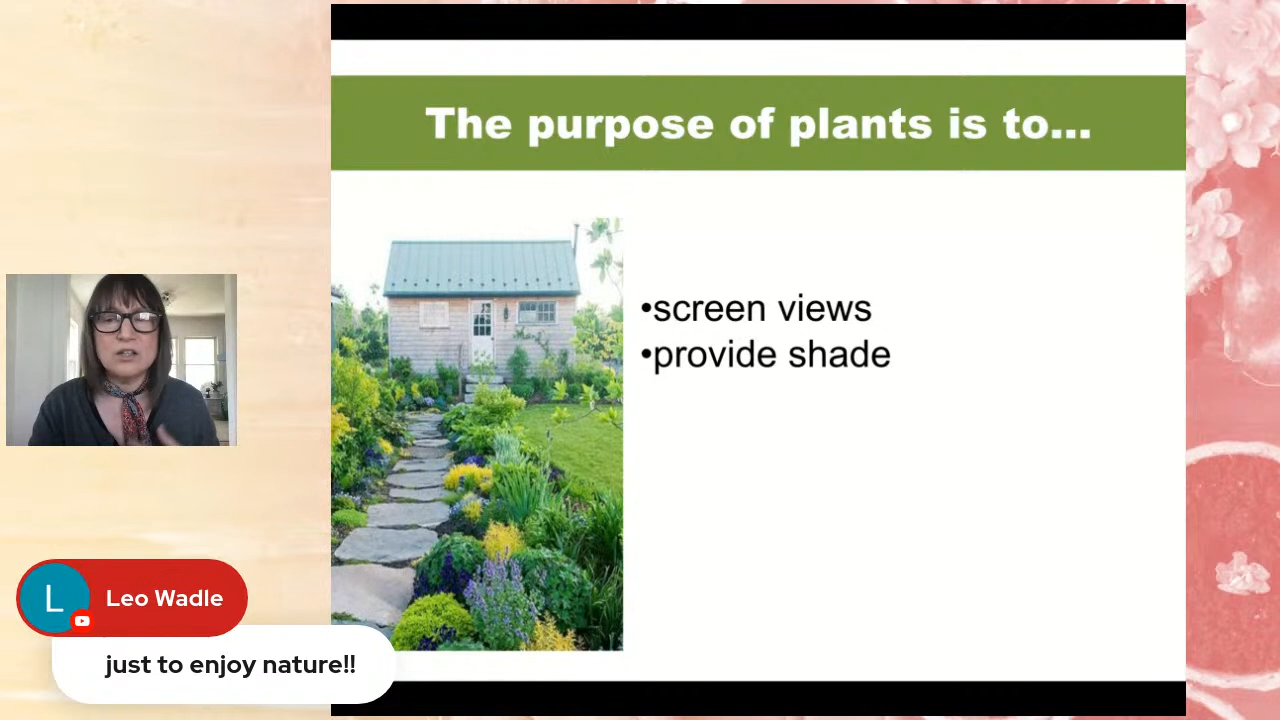 The purpose of plants is to...
•screen views
•provide shade
L
Leo Wadle
just to enjoy nature!!